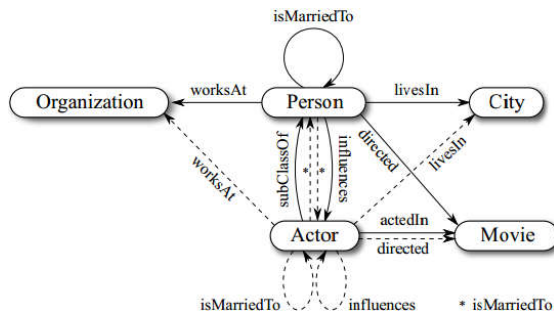 isMarriedTo
Organization
worksAt
Person
livesIn
City
directed
livesIn
worksAt
subClassOf
*
*
influences
Actor
actedIn
directed
Movie
isMarriedTo
influences
* isMarriedTo